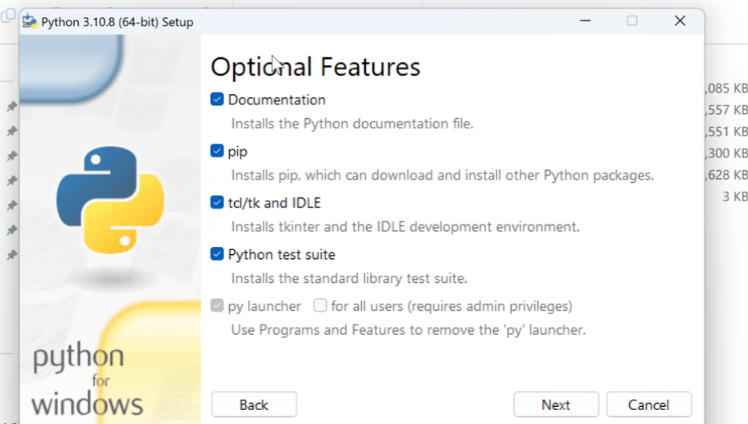 Python 3.10.8 (64-bit) Setup
Optional Features
Documentation
Installs the Python documentation file.
pip
Installs pip, which can download and install other Python packages.
tcl/tk and IDLE
Installs tkinter and the IDLE development environment.
Python test suite
Installs the standard library test suite.
py launcher for all users (requires admin privileges)
Use Programs and Features to remove the 'py' launcher.
python
for
windows
Back Next Cancel
,085 KB
,557 KB
,551 KB
,300 KB
,628 KB
3 KB